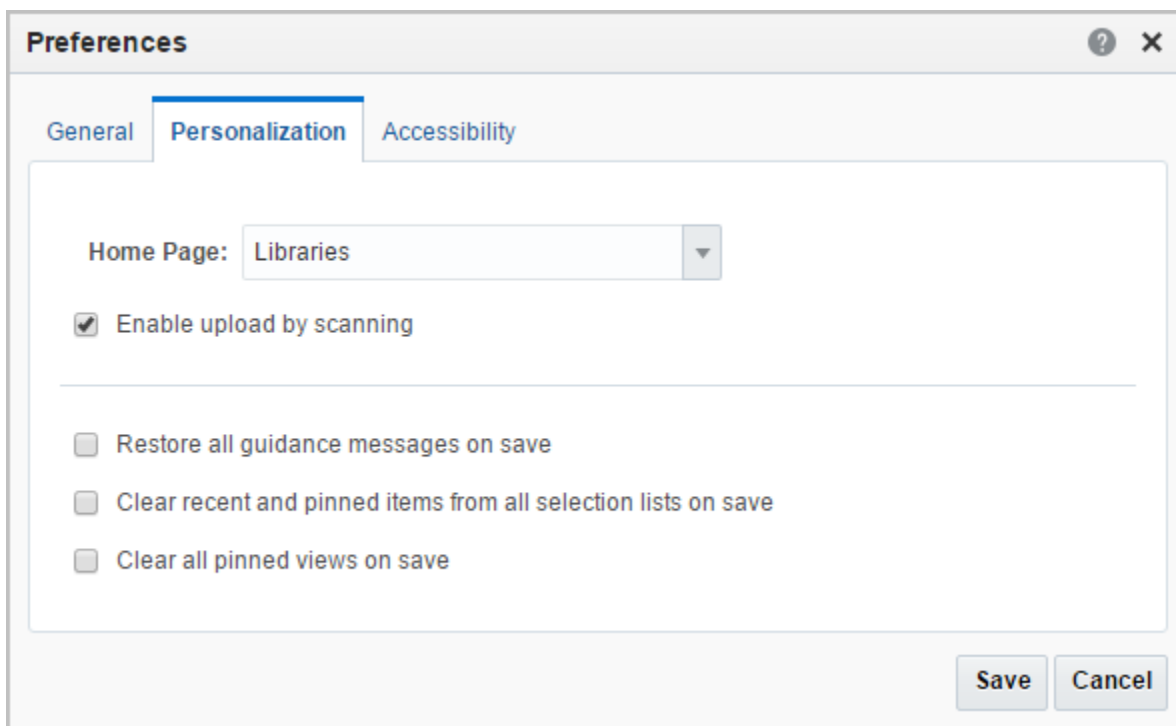 Preferences
General Personalization Accessibility
Home Page: Libraries
Enable upload by scanning
Restore all guidance messages on save
Clear recent and pinned items from all selection lists on save
Clear all pinned views on save
Save Cancel